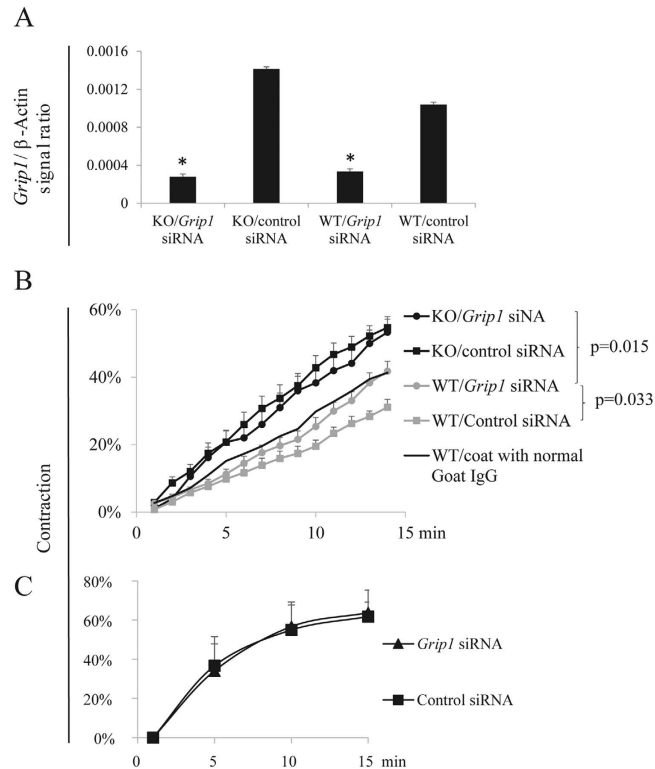 A
Grip1/ β-Actin
signal ratio
0.0016
0.0012
0.0008
0.0004
0
*
*
KO/Grip1
siRNA
KO/control
siRNA
WT/Grip1
siRNA
WT/control
siRNA
B
Contraction
60%
40%
20%
0%
0
5
10
15 min
KO/Grip1 siNA
KO/control siRNA
WT/Grip1 siRNA
WT/Control siRNA
WT/coat with normal
Goat IgG
p=0.015
p=0.033
C
80%
60%
40%
20%
0%
0
5
10
15
min
Grip1 siRNA
Control siRNA